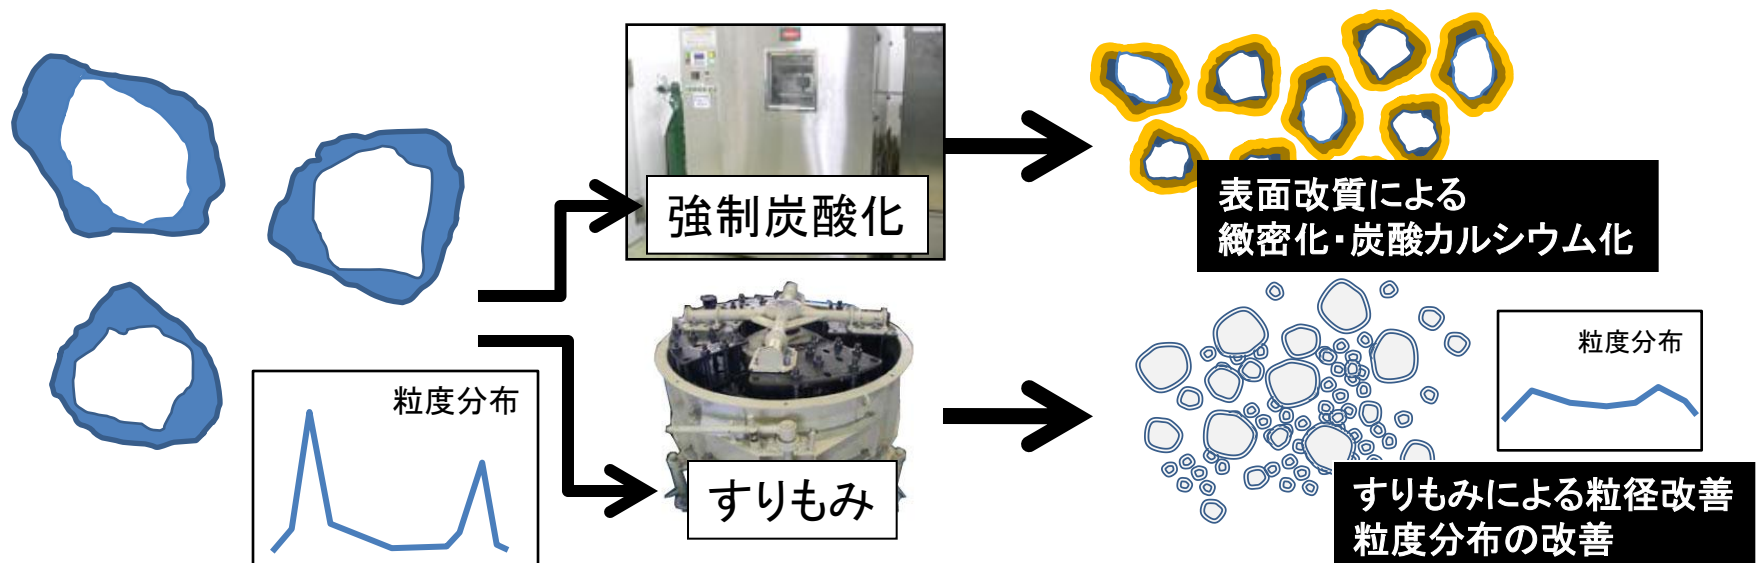 強制炭酸化
表面改質による
緻密化・炭酸カルシウム化
粒度分布
すりもみ
粒度分布
すりもみによる粒径改善
粒度分布の改善